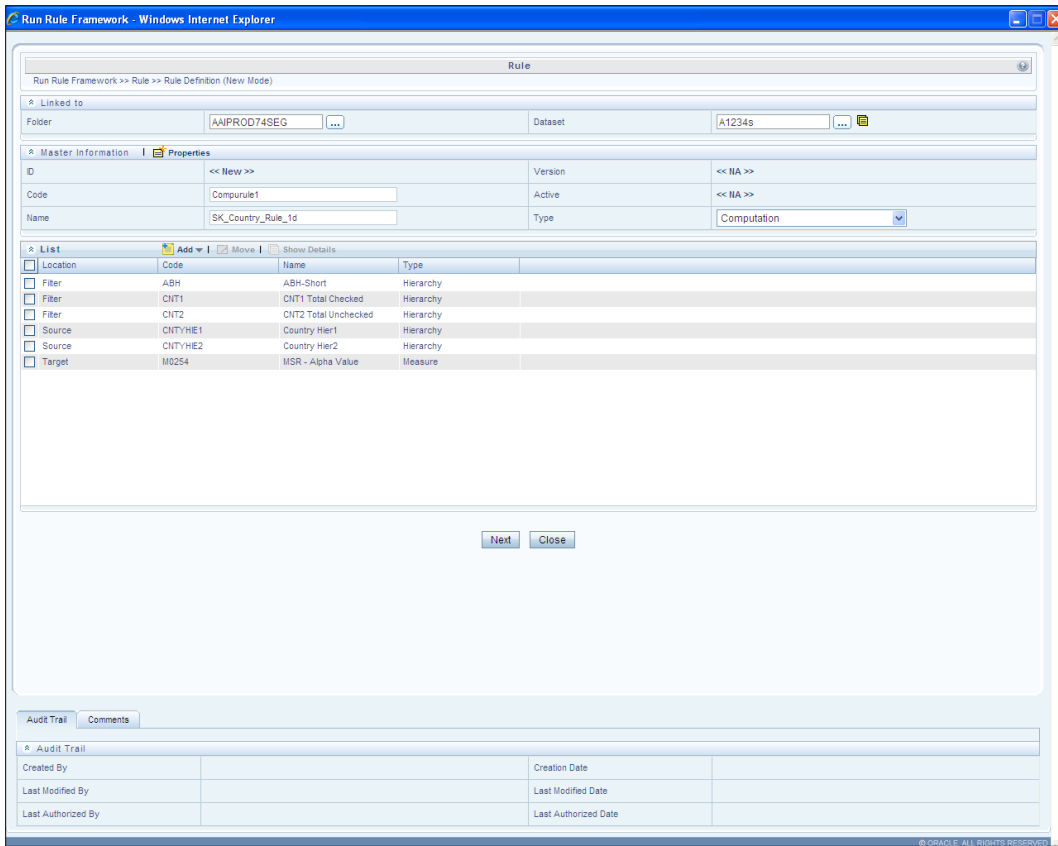 Run Rule Framework - Windows Internet Explorer
Rule
Run Rule Framework >> Rule >> Rule Definition (New Mode)
Linked to
Folder AAIPROD74SEG ... Dataset A1234s ...
Master Information | Properties
ID << New >> Version << NA >>
Code Compurule1 Active << NA >>
Name SK_Country_Rule_1d Type Computation
List Add | Move | Show Details
Location Code Name Type
Filter ABH ABH-Short Hierarchy
Filter CNT1 CNT1 Total Checked Hierarchy
Filter CNT2 CNT2 Total Unchecked Hierarchy
Source CNTYHIE1 Country Hier1 Hierarchy
Source CNTYHIE2 Country Hier2 Hierarchy
Target M0254 MSR - Alpha Value Measure
Next Close
Audit Trail Comments
Audit Trail
Created By Creation Date
Last Modified By Last Modified Date
Last Authorized By Last Authorized Date
© ORACLE. ALL RIGHTS RESERVED